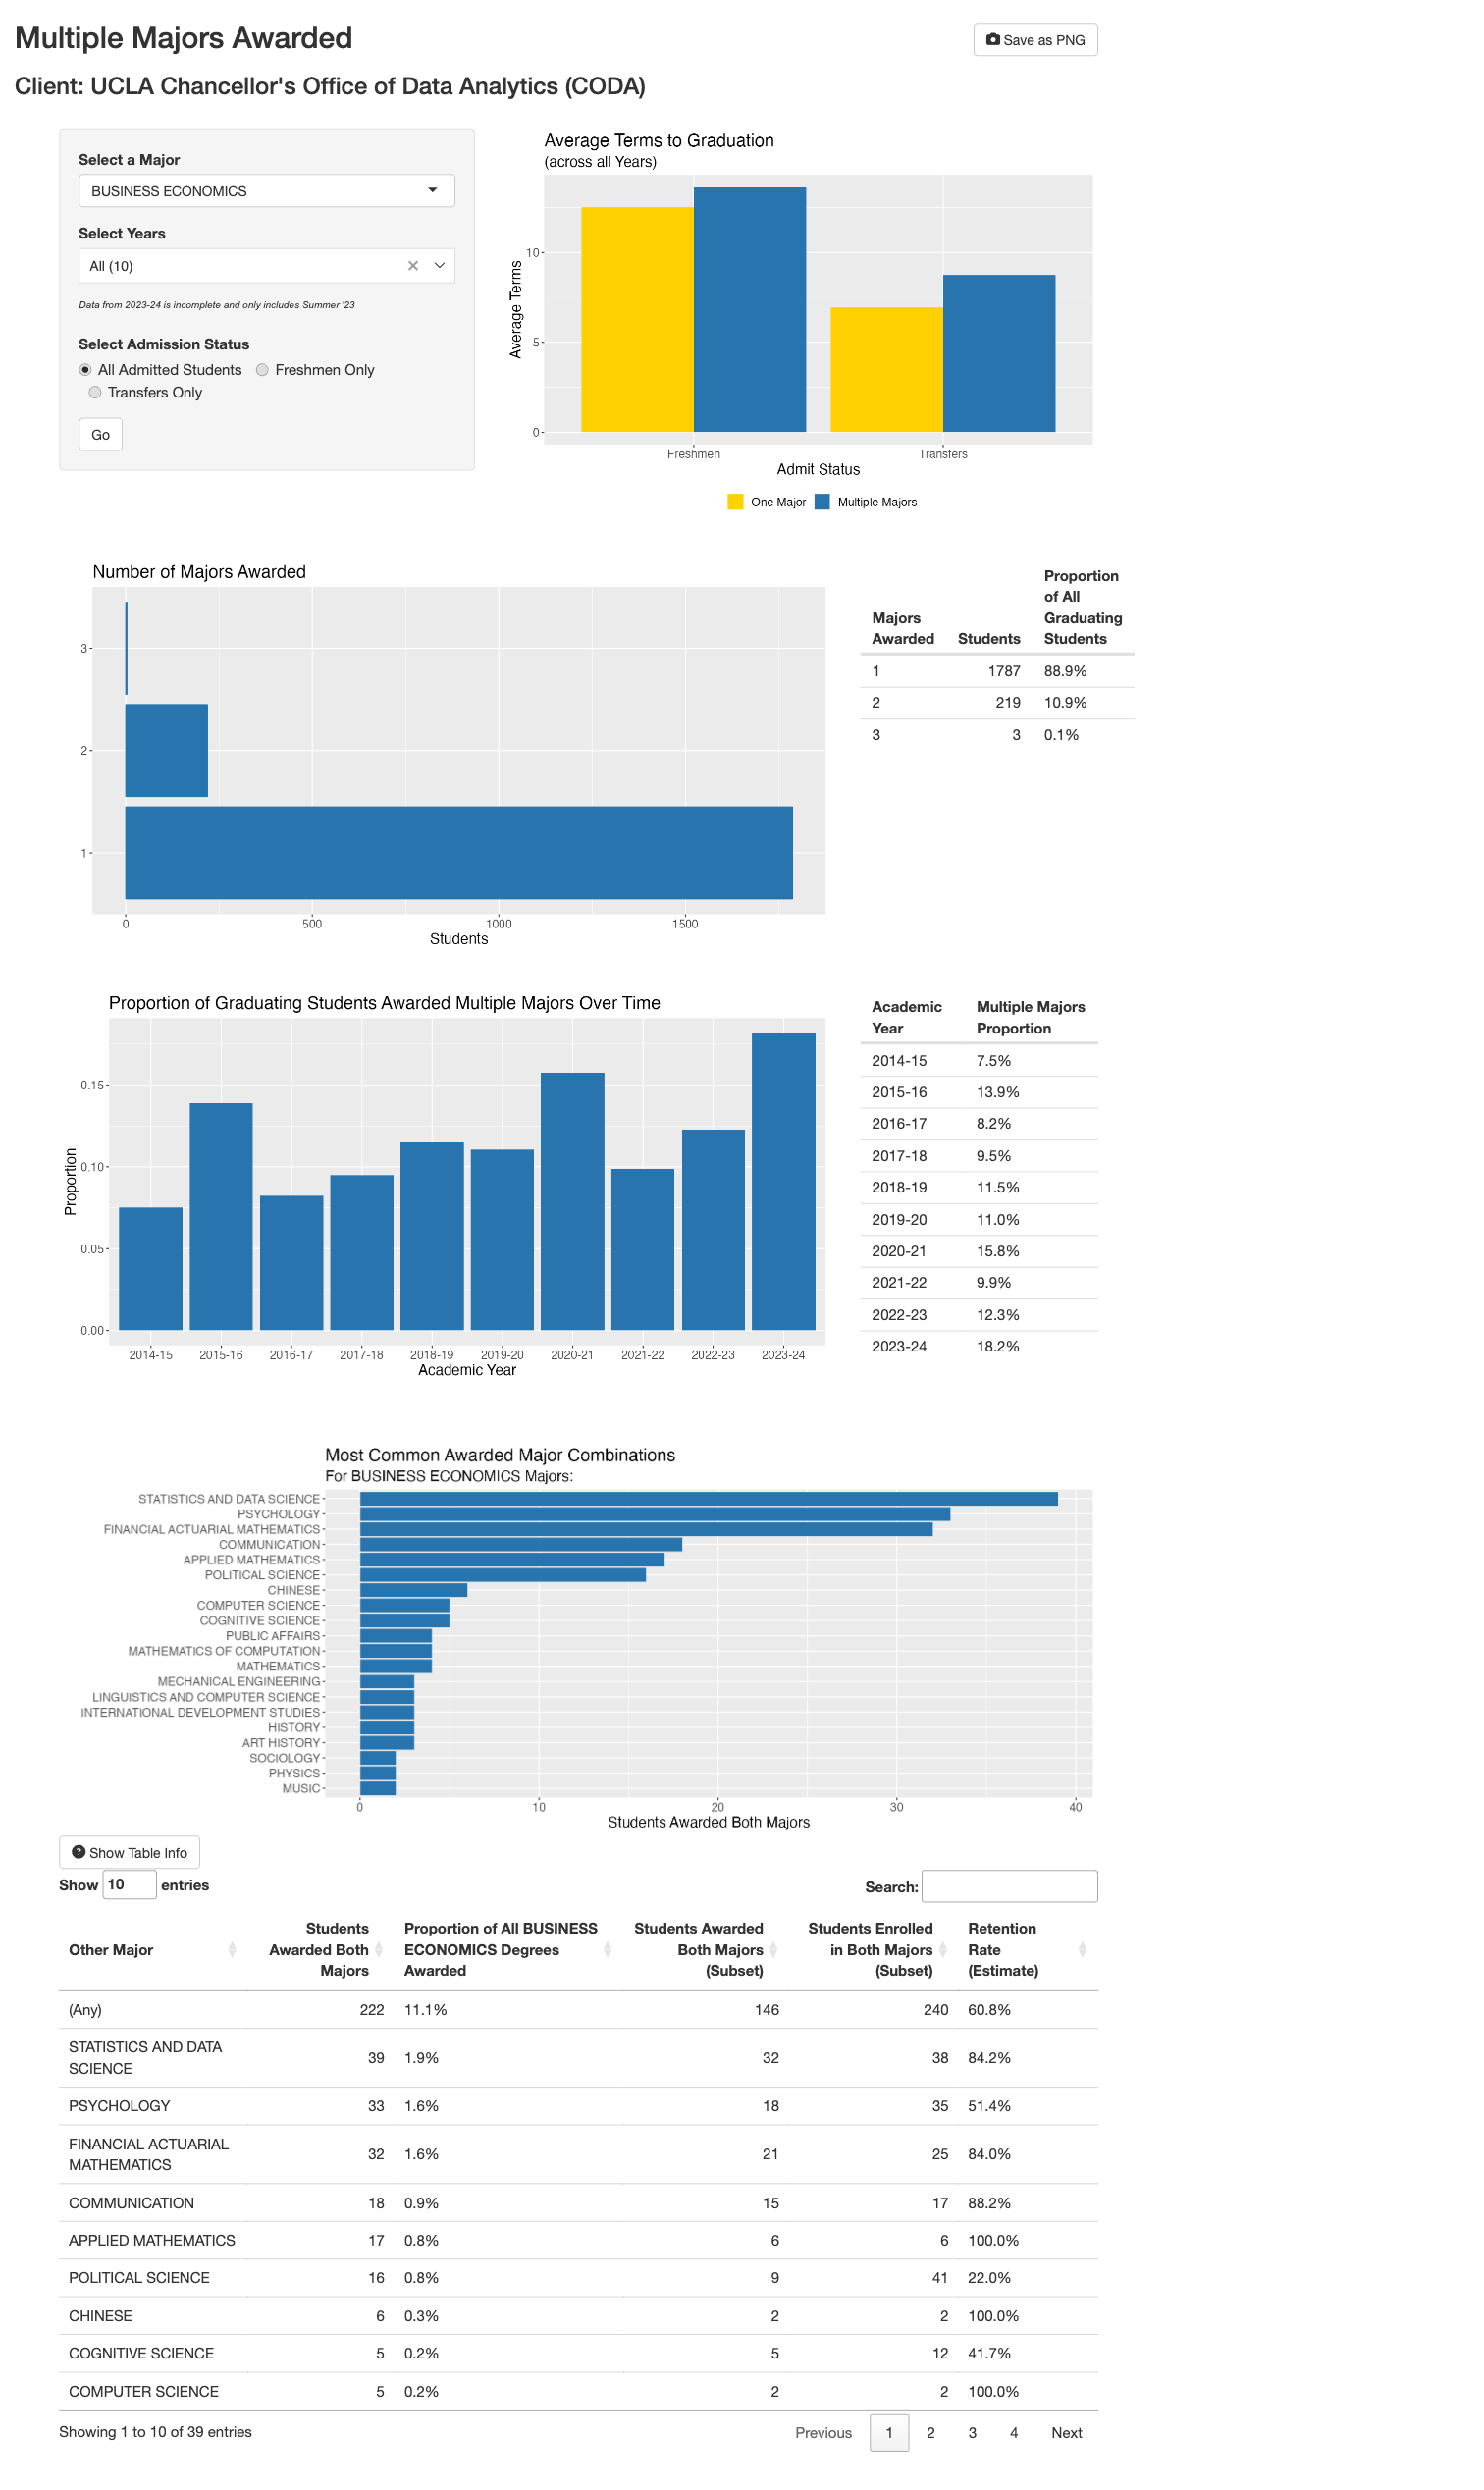 Multiple Majors Awarded
Save as PNG
Client: UCLA Chancellor's Office of Data Analytics (CODA)
Select a Major
BUSINESS ECONOMICS
Select Years
All (10)
Data from 2023-24 is incomplete and only includes Summer '23
Select Admission Status
All Admitted Students Freshmen Only
Transfers Only
Go
Average Terms to Graduation
(across all Years)
Average Terms
10
5
0
Freshmen Transfers
Admit Status
One Major Multiple Majors
Number of Majors Awarded
3
2
1
0 500 1000 1500
Students
Majors Awarded Students Proportion of All Graduating Students
1 1787 88.9%
2 219 10.9%
3 3 0.1%
Proportion of Graduating Students Awarded Multiple Majors Over Time
Proportion
0.15
0.10
0.05
0.00
2014-15 2015-16 2016-17 2017-18 2018-19 2019-20 2020-21 2021-22 2022-23 2023-24
Academic Year
Academic Year Multiple Majors Proportion
2014-15 7.5%
2015-16 13.9%
2016-17 8.2%
2017-18 9.5%
2018-19 11.5%
2019-20 11.0%
2020-21 15.8%
2021-22 9.9%
2022-23 12.3%
2023-24 18.2%
Most Common Awarded Major Combinations
For BUSINESS ECONOMICS Majors:
STATISTICS AND DATA SCIENCE
PSYCHOLOGY
FINANCIAL ACTUARIAL MATHEMATICS
COMMUNICATION
APPLIED MATHEMATICS
POLITICAL SCIENCE
CHINESE
COMPUTER SCIENCE
COGNITIVE SCIENCE
PUBLIC AFFAIRS
MATHEMATICS OF COMPUTATION
MATHEMATICS
MECHANICAL ENGINEERING
LINGUISTICS AND COMPUTER SCIENCE
INTERNATIONAL DEVELOPMENT STUDIES
HISTORY
ART HISTORY
SOCIOLOGY
PHYSICS
MUSIC
0 10 20 30 40
Students Awarded Both Majors
? Show Table Info
Show 10 entries
Search:
Other Major Students Awarded Both Majors Proportion of All BUSINESS ECONOMICS Degrees Awarded Students Awarded Both Majors (Subset) Students Enrolled in Both Majors (Subset) Retention Rate (Estimate)
(Any) 222 11.1% 146 240 60.8%
STATISTICS AND DATA SCIENCE 39 1.9% 32 38 84.2%
PSYCHOLOGY 33 1.6% 18 35 51.4%
FINANCIAL ACTUARIAL MATHEMATICS 32 1.6% 21 25 84.0%
COMMUNICATION 18 0.9% 15 17 88.2%
APPLIED MATHEMATICS 17 0.8% 6 6 100.0%
POLITICAL SCIENCE 16 0.8% 9 41 22.0%
CHINESE 6 0.3% 2 2 100.0%
COGNITIVE SCIENCE 5 0.2% 5 12 41.7%
COMPUTER SCIENCE 5 0.2% 2 2 100.0%
Showing 1 to 10 of 39 entries
Previous 1 2 3 4 Next